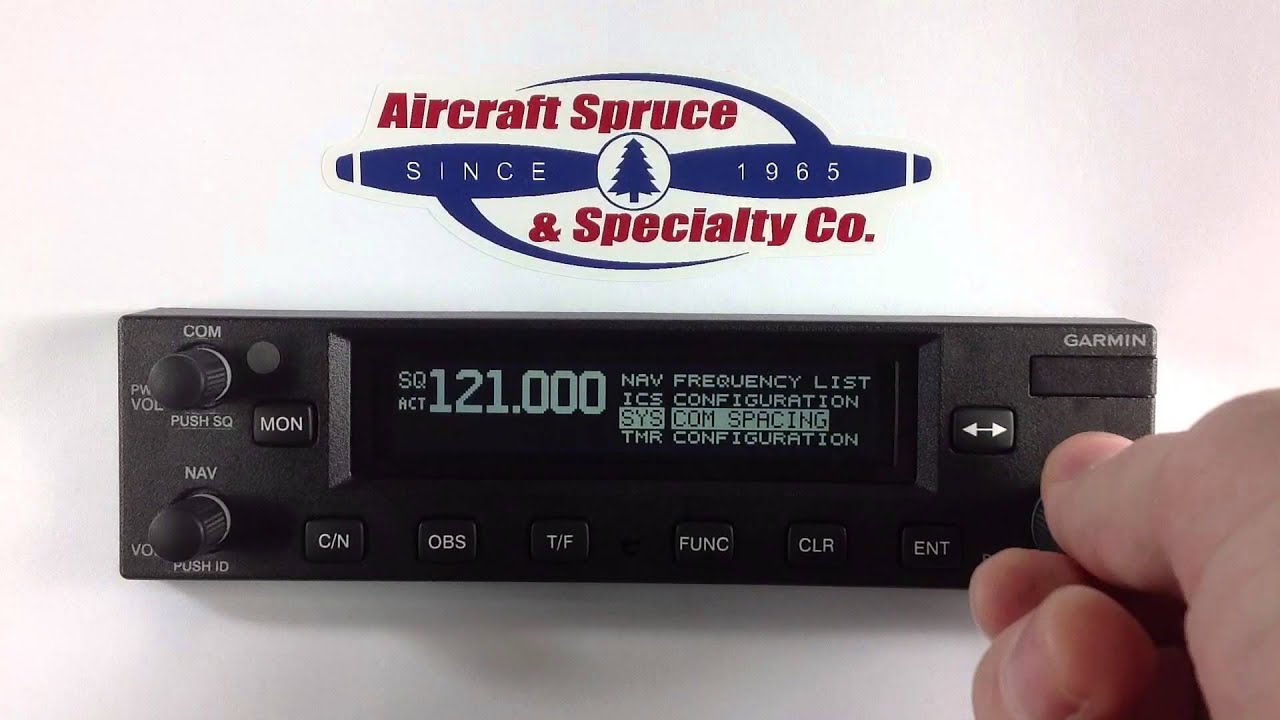 Aircraft Spruce
SINCE 1965
& Specialty Co.
COM
GARMIN
SQ 121.000 NAV FREQUENCY LIST
ACT ICS CONFIGURATION
SYS COM SPACING
TMR CONFIGURATION
VOL
PUSH SQ
MON
NAV
C/N OBS T/F FUNC CLR ENT
PUSH ID